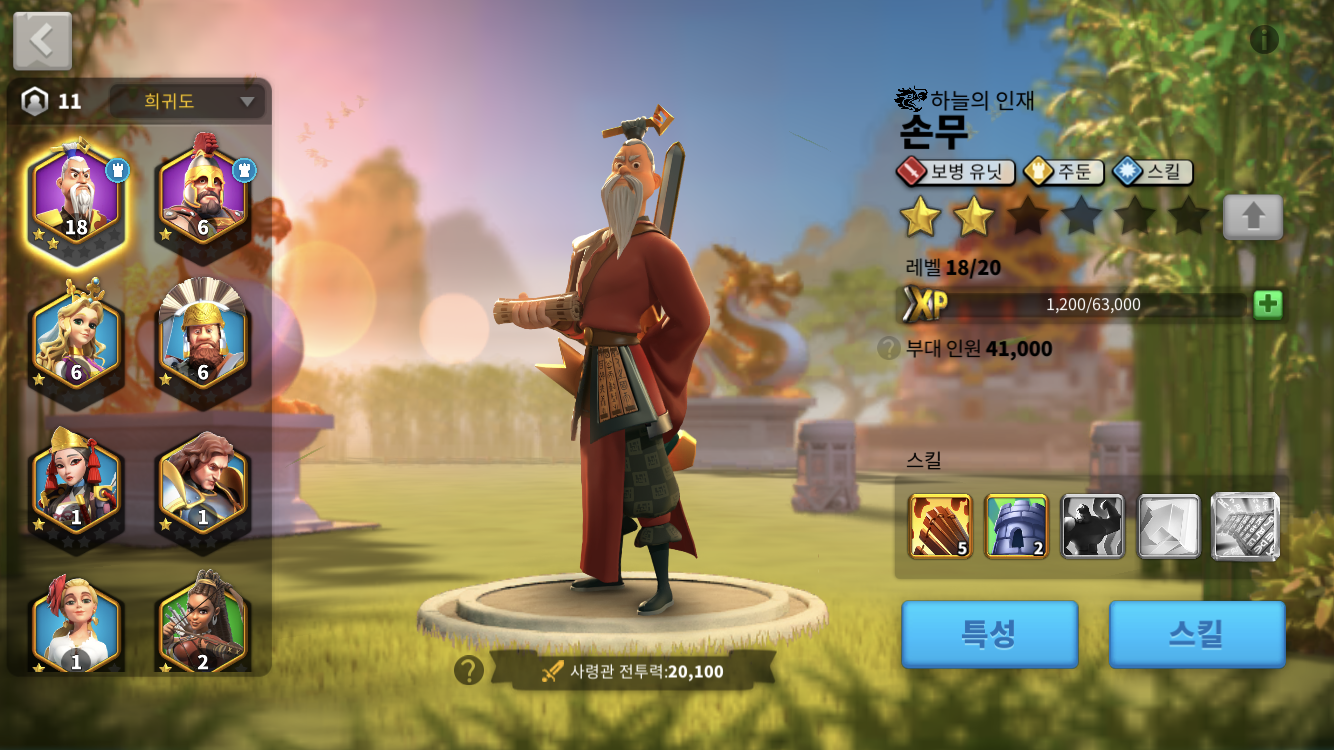 11 희귀도
18
6
6
6
1
1
1
2
하늘의 인재
손무
보병 유닛 주둔 스킬
레벨 18/20
XP 1,200/63,000
? 부대 인원 41,000
스킬
5 2
특성 스킬
? 사령관 전투력:20,100